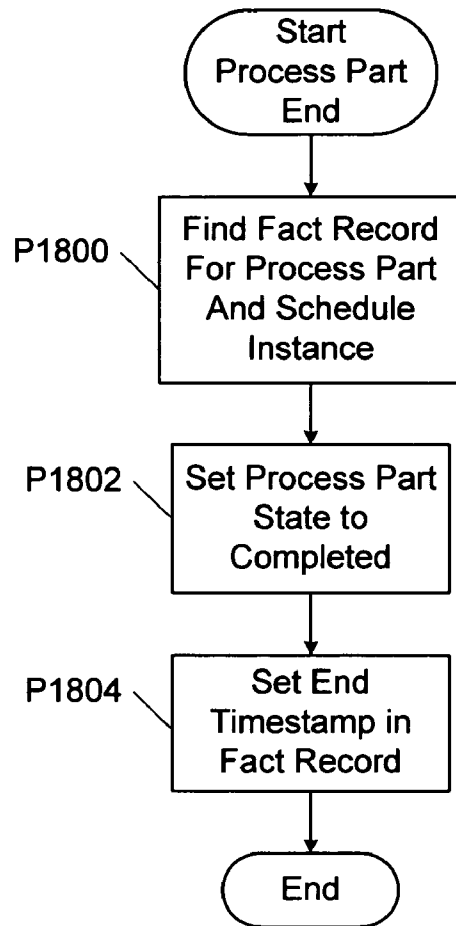 Start
Process Part
End
P1800
Find Fact Record
For Process Part
And Schedule
Instance
P1802
Set Process Part
State to
Completed
P1804
Set End
Timestamp in
Fact Record
End